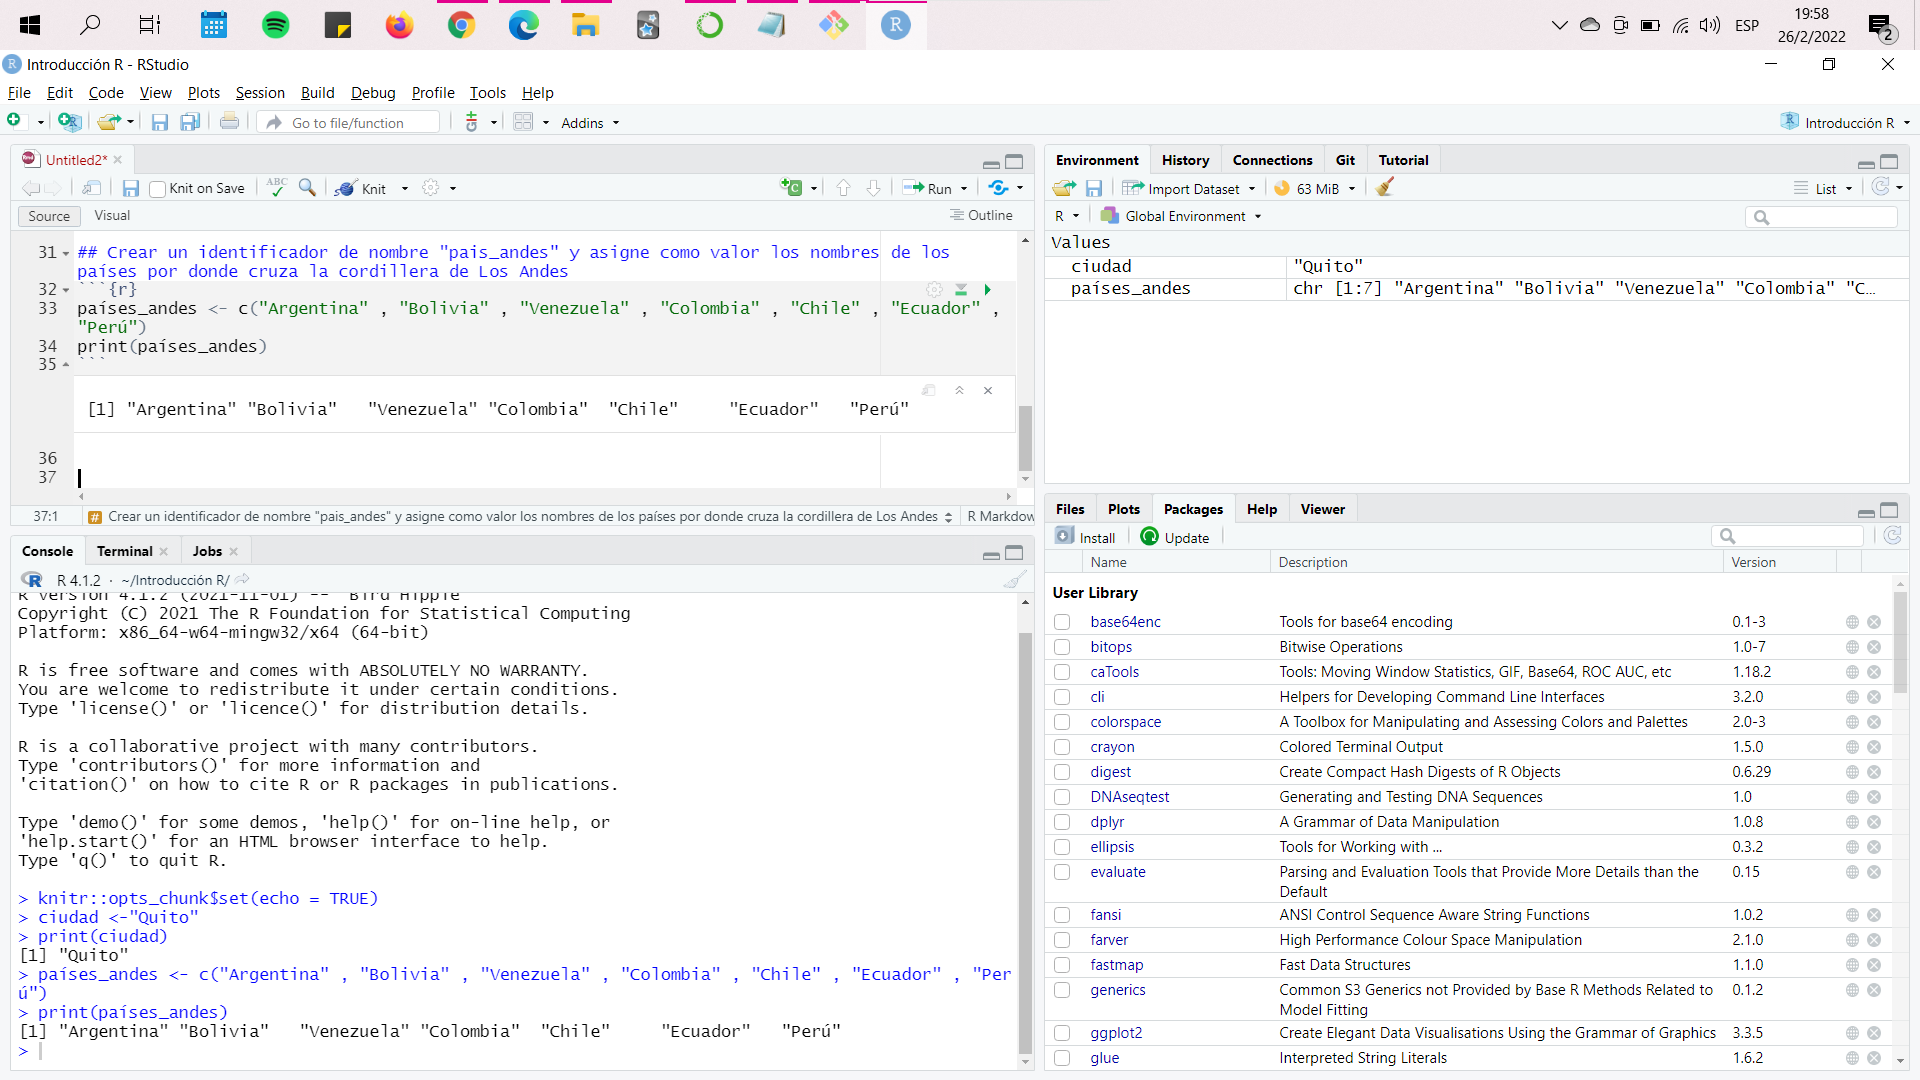 ESP
19:58
26/2/2022
2
Introducción R - RStudio
File Edit Code View Plots Session Build Debug Profile Tools Help
Go to file/function
Addins
Introducción R
Untitled2*
Knit on Save
ABC
Knit
Run
Source Visual
Outline
31 ## Crear un identificador de nombre "pais_andes" y asigne como valor los nombres de los
países por donde cruza la cordillera de Los Andes
32 ```{r}
33 países_andes <- c("Argentina" , "Bolivia" , "Venezuela" , "Colombia" , "Chile" , "Ecuador" ,
"Perú")
34 print(países_andes)
35 ```
[1] "Argentina" "Bolivia"   "Venezuela" "Colombia"  "Chile"     "Ecuador"   "Perú"
36
37
37:1 # Crear un identificador de nombre "pais_andes" y asigne como valor los nombres de los países por donde cruza la cordillera de Los Andes R Markdow
Console Terminal Jobs
R R 4.1.2 · ~/Introducción R/
R version 4.1.2 (2021-11-01) -- "Bird Hippie"
Copyright (C) 2021 The R Foundation for Statistical Computing
Platform: x86_64-w64-mingw32/x64 (64-bit)
R is free software and comes with ABSOLUTELY NO WARRANTY.
You are welcome to redistribute it under certain conditions.
Type 'license()' or 'licence()' for distribution details.
R is a collaborative project with many contributors.
Type 'contributors()' for more information and
'citation()' on how to cite R or R packages in publications.
Type 'demo()' for some demos, 'help()' for on-line help, or
'help.start()' for an HTML browser interface to help.
Type 'q()' to quit R.
> knitr::opts_chunk$set(echo = TRUE)
> ciudad <-"Quito"
> print(ciudad)
[1] "Quito"
> países_andes <- c("Argentina" , "Bolivia" , "Venezuela" , "Colombia" , "Chile" , "Ecuador" , "Per
ú")
> print(países_andes)
[1] "Argentina" "Bolivia"   "Venezuela" "Colombia"  "Chile"     "Ecuador"   "Perú"
>
Environment History Connections Git Tutorial
Import Dataset 63 MiB List
R Global Environment
Values
ciudad "Quito"
países_andes chr [1:7] "Argentina" "Bolivia" "Venezuela" "Colombia" "C…
Files Plots Packages Help Viewer
Install Update
Name Description Version
User Library
base64enc Tools for base64 encoding 0.1-3
bitops Bitwise Operations 1.0-7
caTools Tools: Moving Window Statistics, GIF, Base64, ROC AUC, etc 1.18.2
cli Helpers for Developing Command Line Interfaces 3.2.0
colorspace A Toolbox for Manipulating and Assessing Colors and Palettes 2.0-3
crayon Colored Terminal Output 1.5.0
digest Create Compact Hash Digests of R Objects 0.6.29
DNAseqtest Generating and Testing DNA Sequences 1.0
dplyr A Grammar of Data Manipulation 1.0.8
ellipsis Tools for Working with ... 0.3.2
evaluate Parsing and Evaluation Tools that Provide More Details than the 0.15
Default
fansi ANSI Control Sequence Aware String Functions 1.0.2
farver High Performance Colour Space Manipulation 2.1.0
fastmap Fast Data Structures 1.1.0
generics Common S3 Generics not Provided by Base R Methods Related to 0.1.2
Model Fitting
ggplot2 Create Elegant Data Visualisations Using the Grammar of Graphics 3.3.5
glue Interpreted String Literals 1.6.2